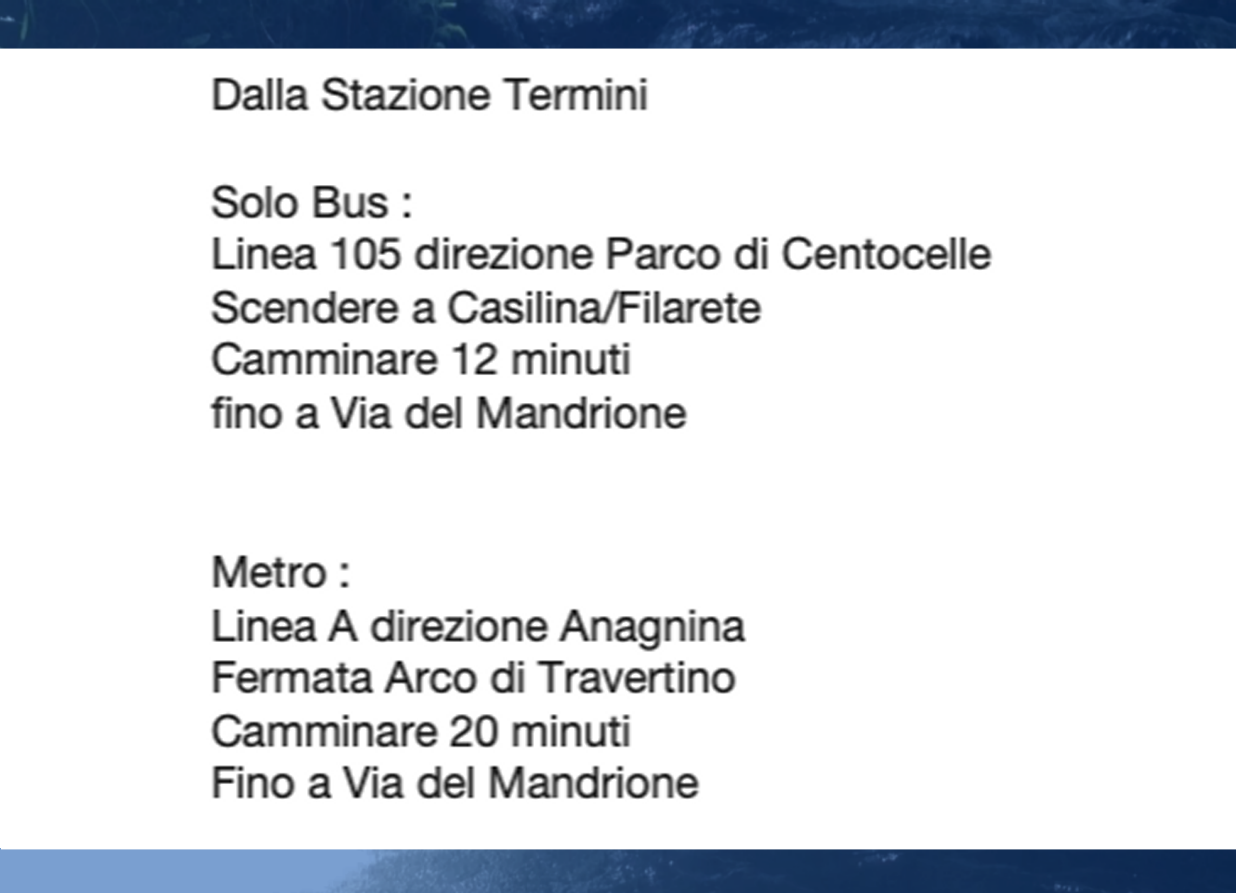 Dalla Stazione Termini
Solo Bus :
Linea 105 direzione Parco di Centocelle
Scendere a Casilina/Filarete
Camminare 12 minuti
fino a Via del Mandrione
Metro :
Linea A direzione Anagnina
Fermata Arco di Travertino
Camminare 20 minuti
Fino a Via del Mandrione